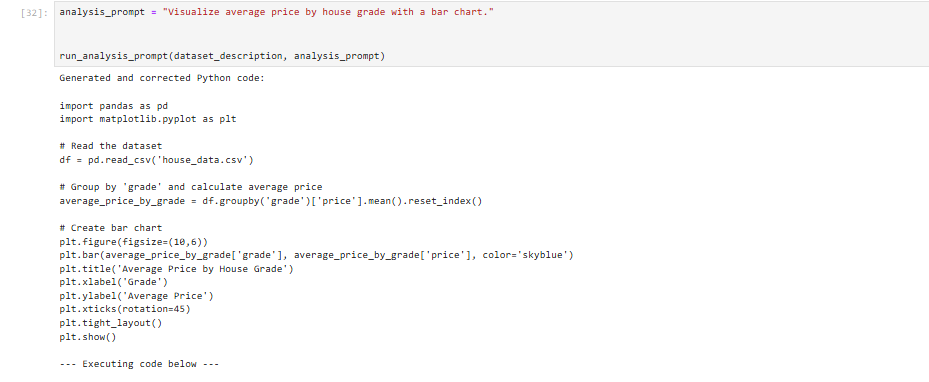 [32]: analysis_prompt = "Visualize average price by house grade with a bar chart."
run_analysis_prompt(dataset_description, analysis_prompt)
Generated and corrected Python code:
import pandas as pd
import matplotlib.pyplot as plt
# Read the dataset
df = pd.read_csv('house_data.csv')
# Group by 'grade' and calculate average price
average_price_by_grade = df.groupby('grade')['price'].mean().reset_index()
# Create bar chart
plt.figure(figsize=(10,6))
plt.bar(average_price_by_grade['grade'], average_price_by_grade['price'], color='skyblue')
plt.title('Average Price by House Grade')
plt.xlabel('Grade')
plt.ylabel('Average Price')
plt.xticks(rotation=45)
plt.tight_layout()
plt.show()
--- Executing code below ---